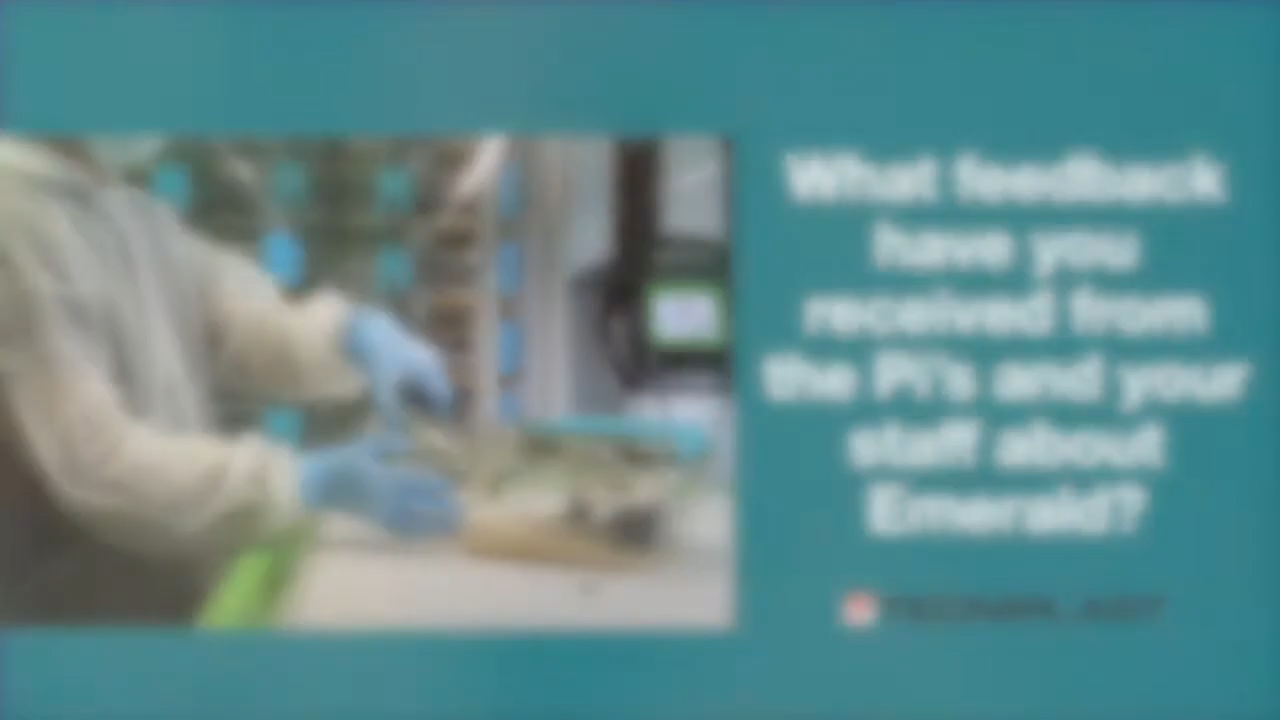 What feedback
have you
received from
the PI's and your
staff about
Emerald?